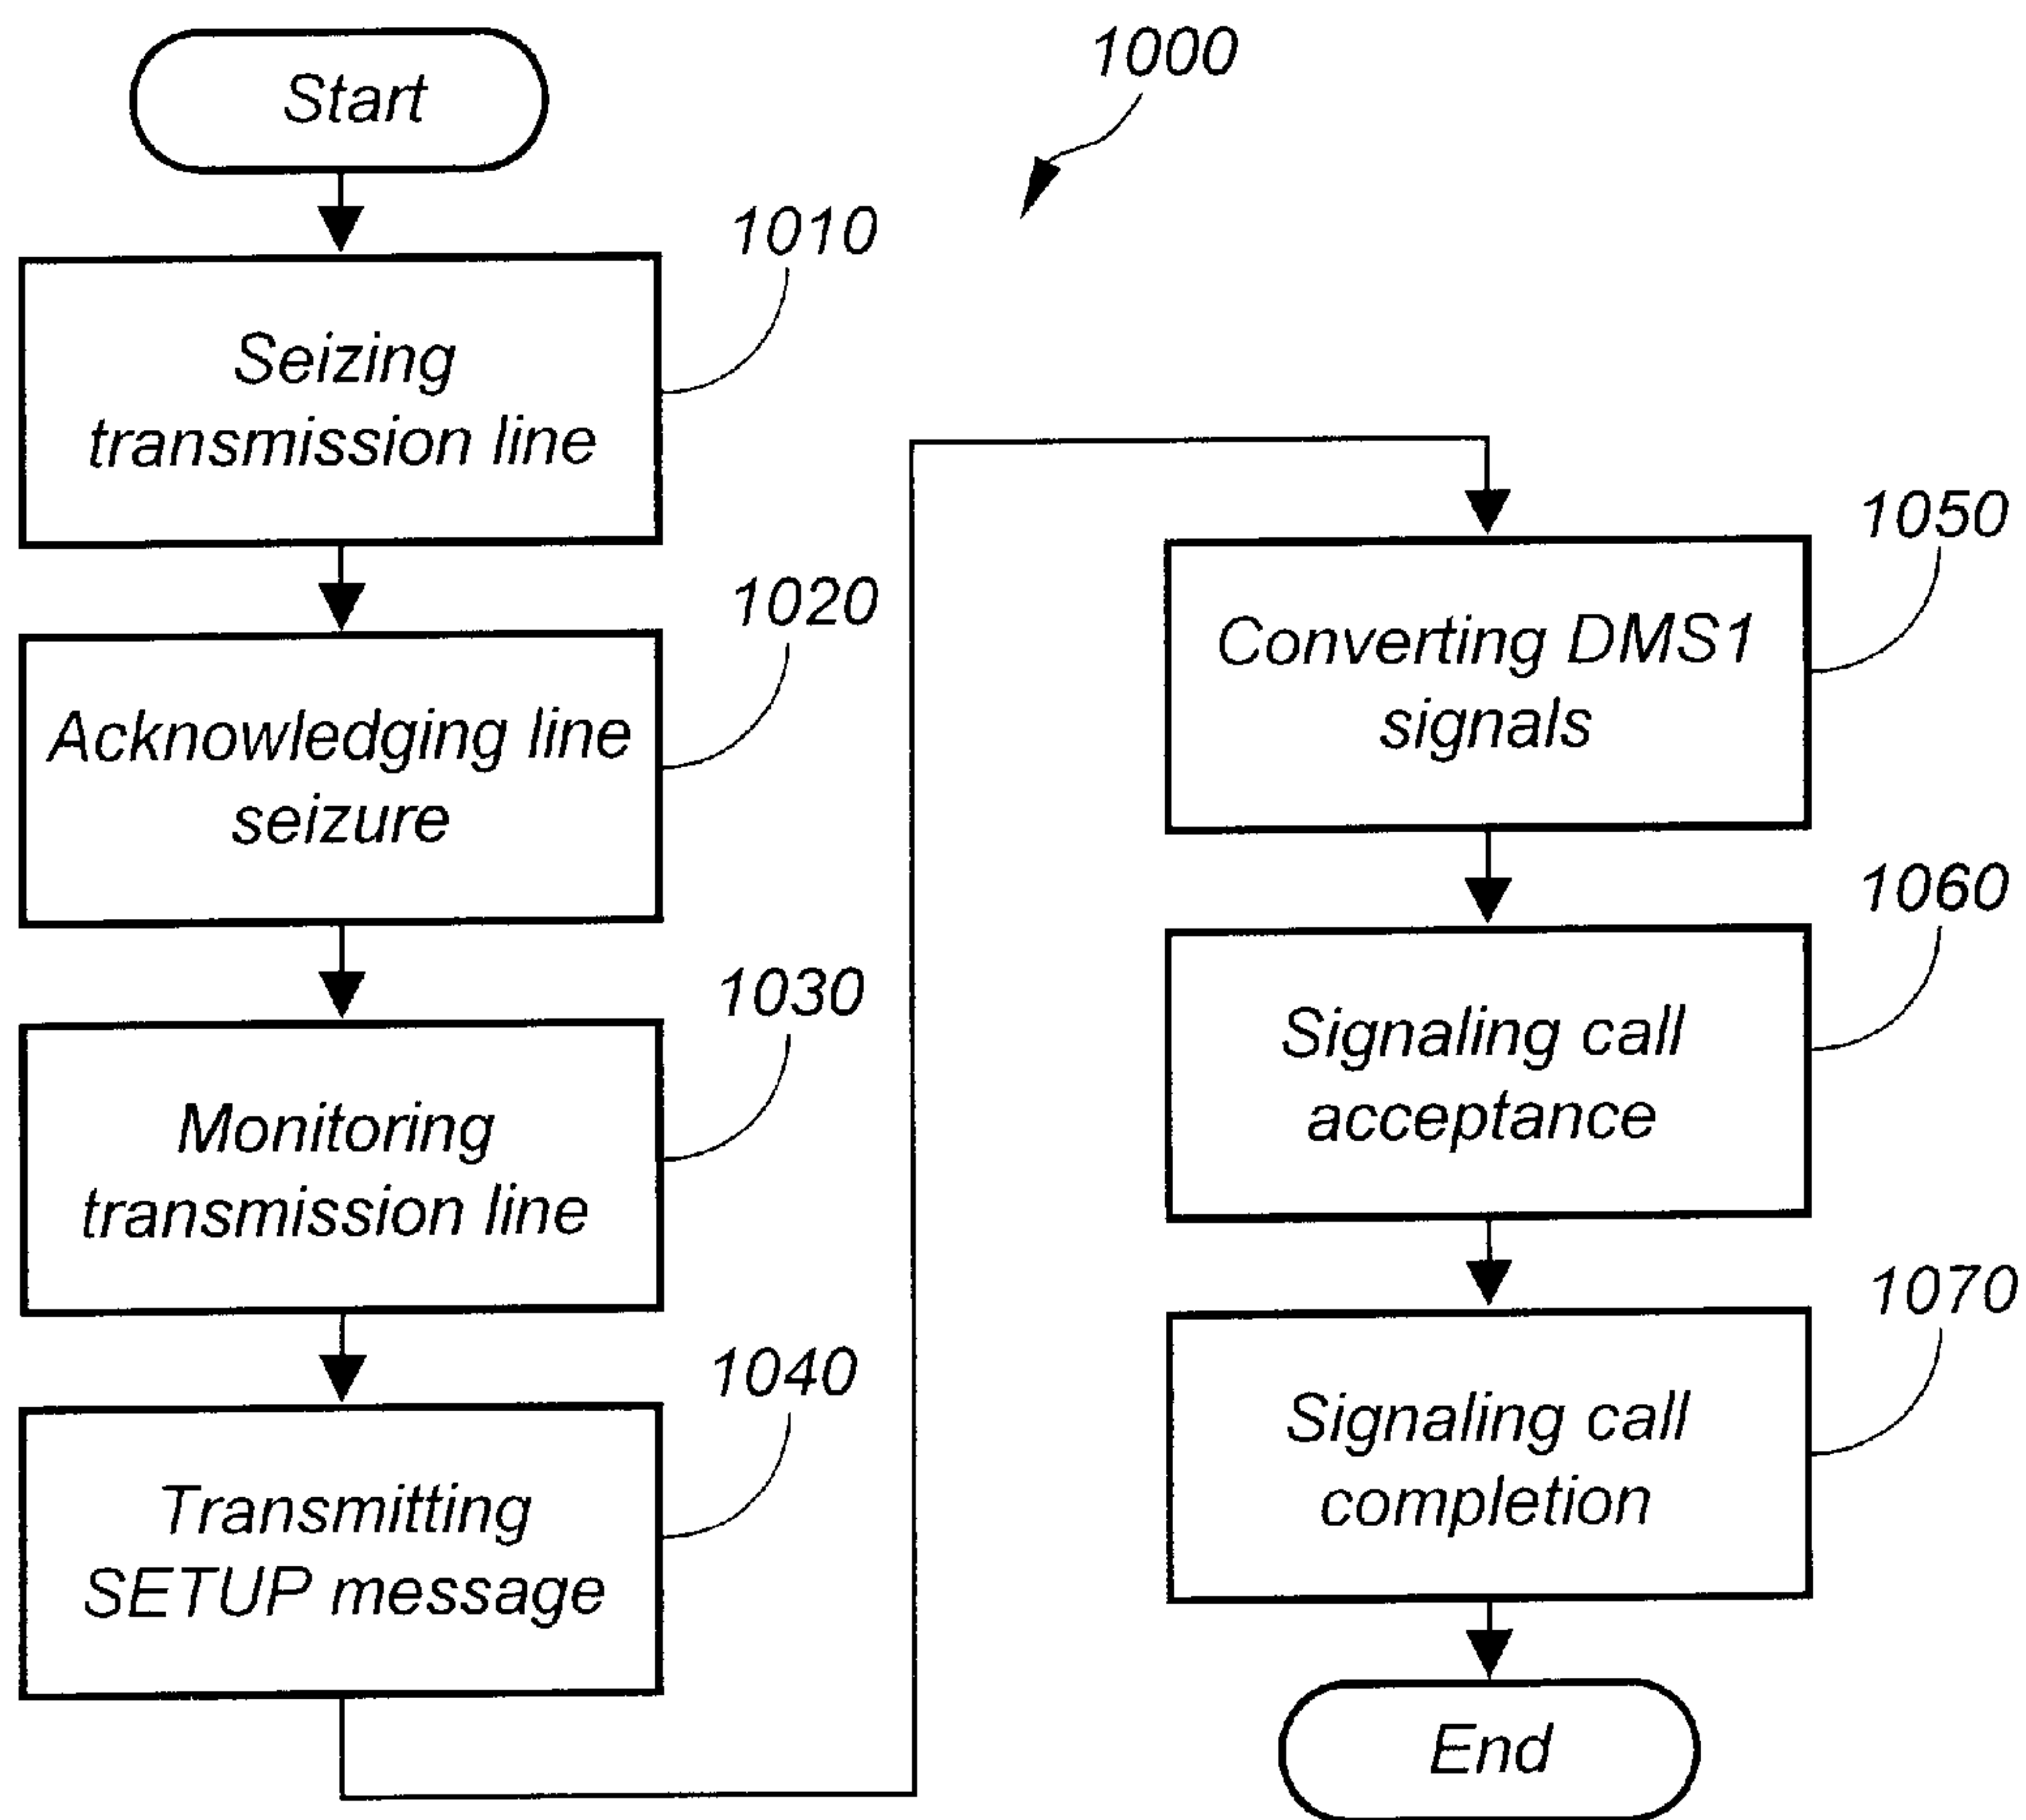 Start
1000
1010
Seizing
transmission line
1020
Acknowledging line
seizure
1030
Monitoring
transmission line
1040
Transmitting
SETUP message
1050
Converting DMS1
signals
1060
Signaling call
acceptance
1070
Signaling call
completion
End